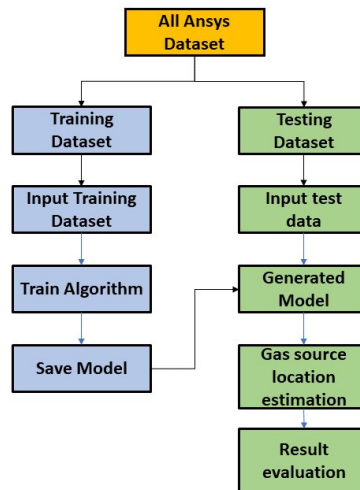 All Ansys
Dataset
Training
Dataset
Testing
Dataset
Input Training
Dataset
Input test
data
Train Algorithm
Generated
Model
Save Model
Gas source
location
estimation
Result
evaluation